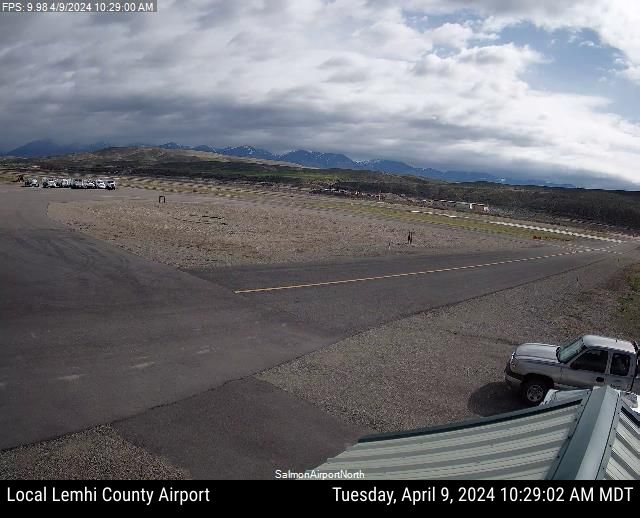 FPS: 9.98 4/9/2024 10:29:00 AM
SalmonAirportNorth
Local Lemhi County Airport Tuesday, April 9, 2024 10:29:02 AM MDT